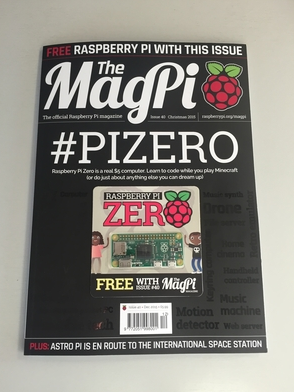 FREE RASPBERRY PI WITH THIS ISSUE
The
MagPi
The official Raspberry Pi magazine
Issue 40
Christmas 2015
raspberrypi.org/magpi
#PIZERO
Raspberry Pi Zero is a real $5 computer. Learn to code while you play Minecraft
(or do just about anything else you can dream up)
RASPBERRY PI
ZERO
FREE WITH
ISSUE #40
The MagPi
Drone
Music
machine
Motion
detector
Web server
PLUS: ASTRO PI IS EN ROUTE TO THE INTERNATIONAL SPACE STATION